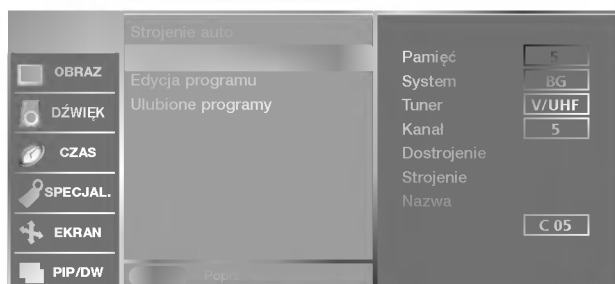 OBRAZ
DŹWIĘK
CZAS
SPECJAL.
EKRAN
PIP/DW
Strojenie auto
Edycja programu
Ulubione programy
Pamięć 5
System BG
Tuner V/UHF
Kanał 5
Dostrojenie
Strojenie
Nazwa
C 05